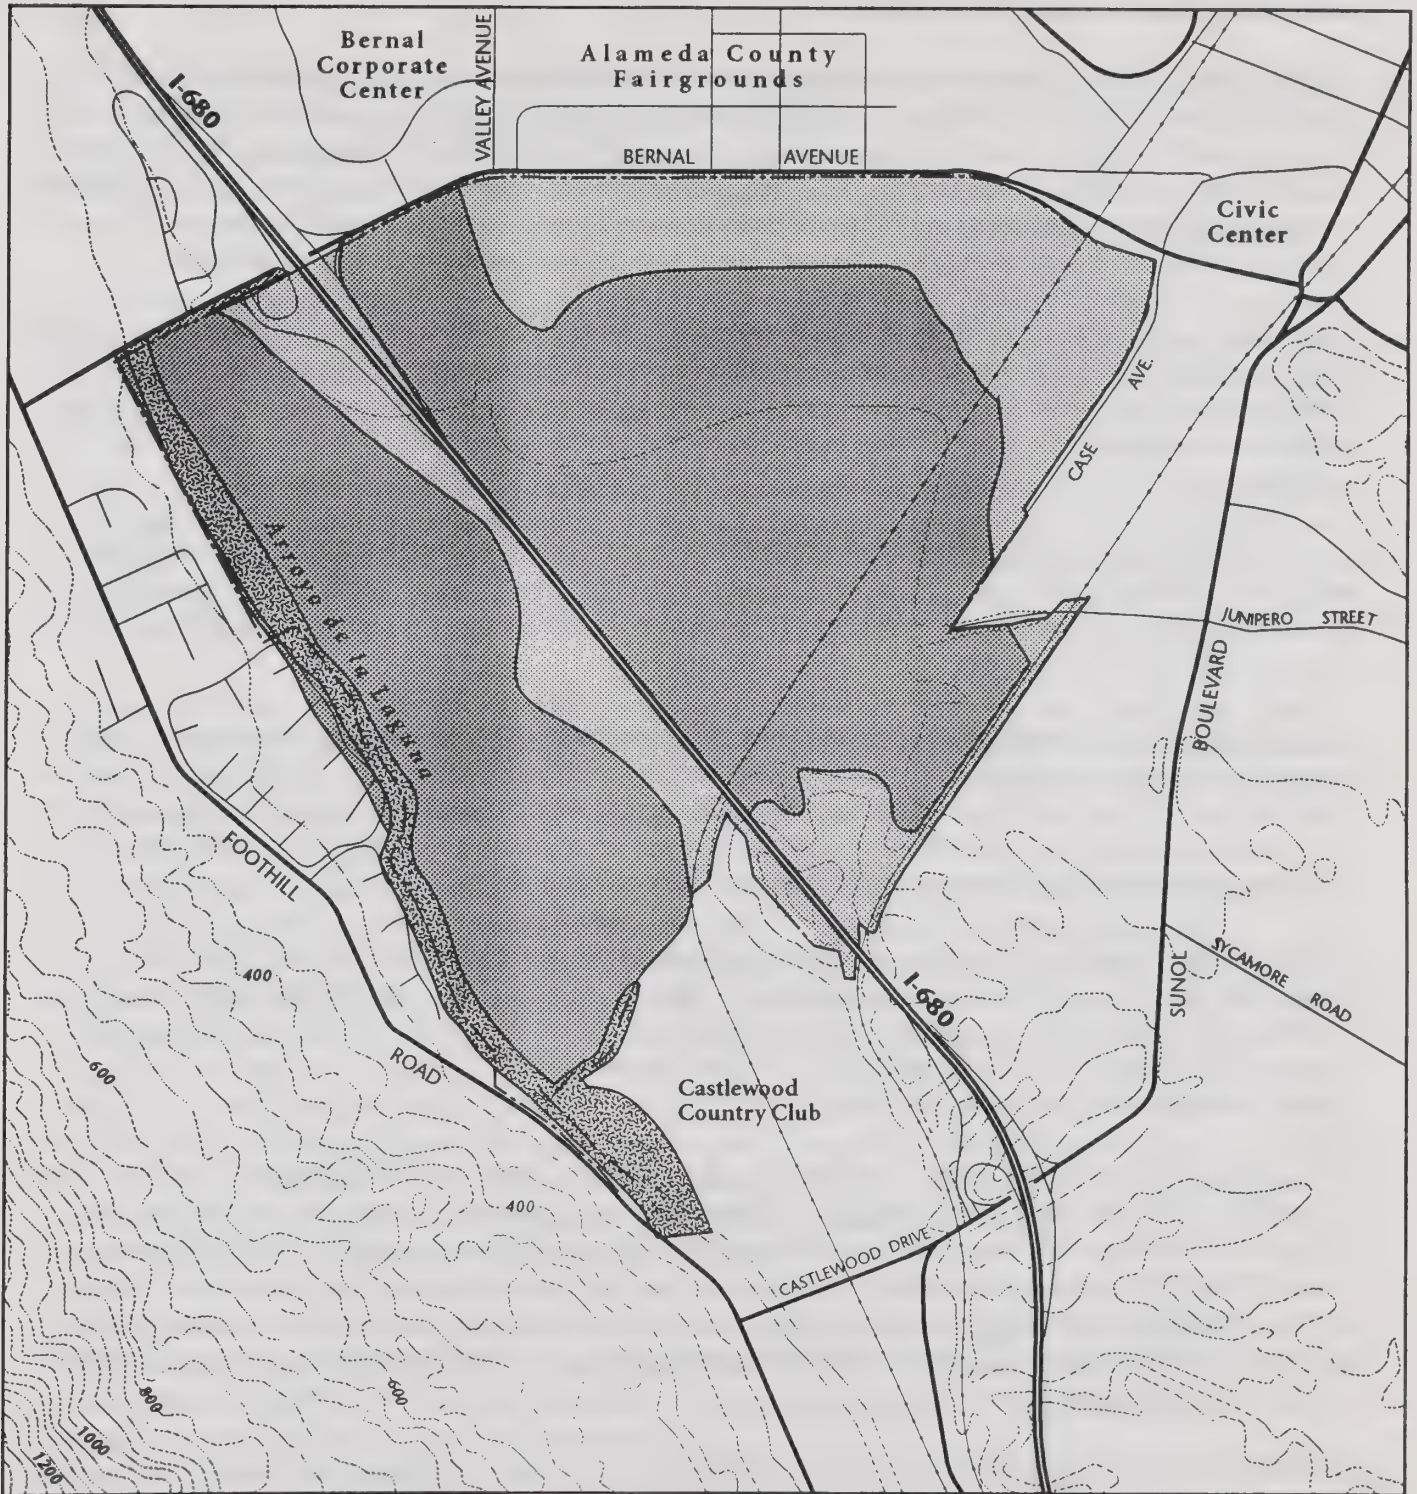 Bernal
Corporate
Center
VALLEY AVENUE
Alameda County
Fairgrounds
I-680
BERNAL AVENUE
Civic
Center
CASE AVE.
Arroyo de la Laguna
JUNIPERO STREET
BOULEVARD
FOOTHILL
SYCAMORE ROAD
SUNOL
400
I-680
600
ROAD
Castlewood
Country Club
400
CASTLEWOOD DRIVE
800
600
1000
1200